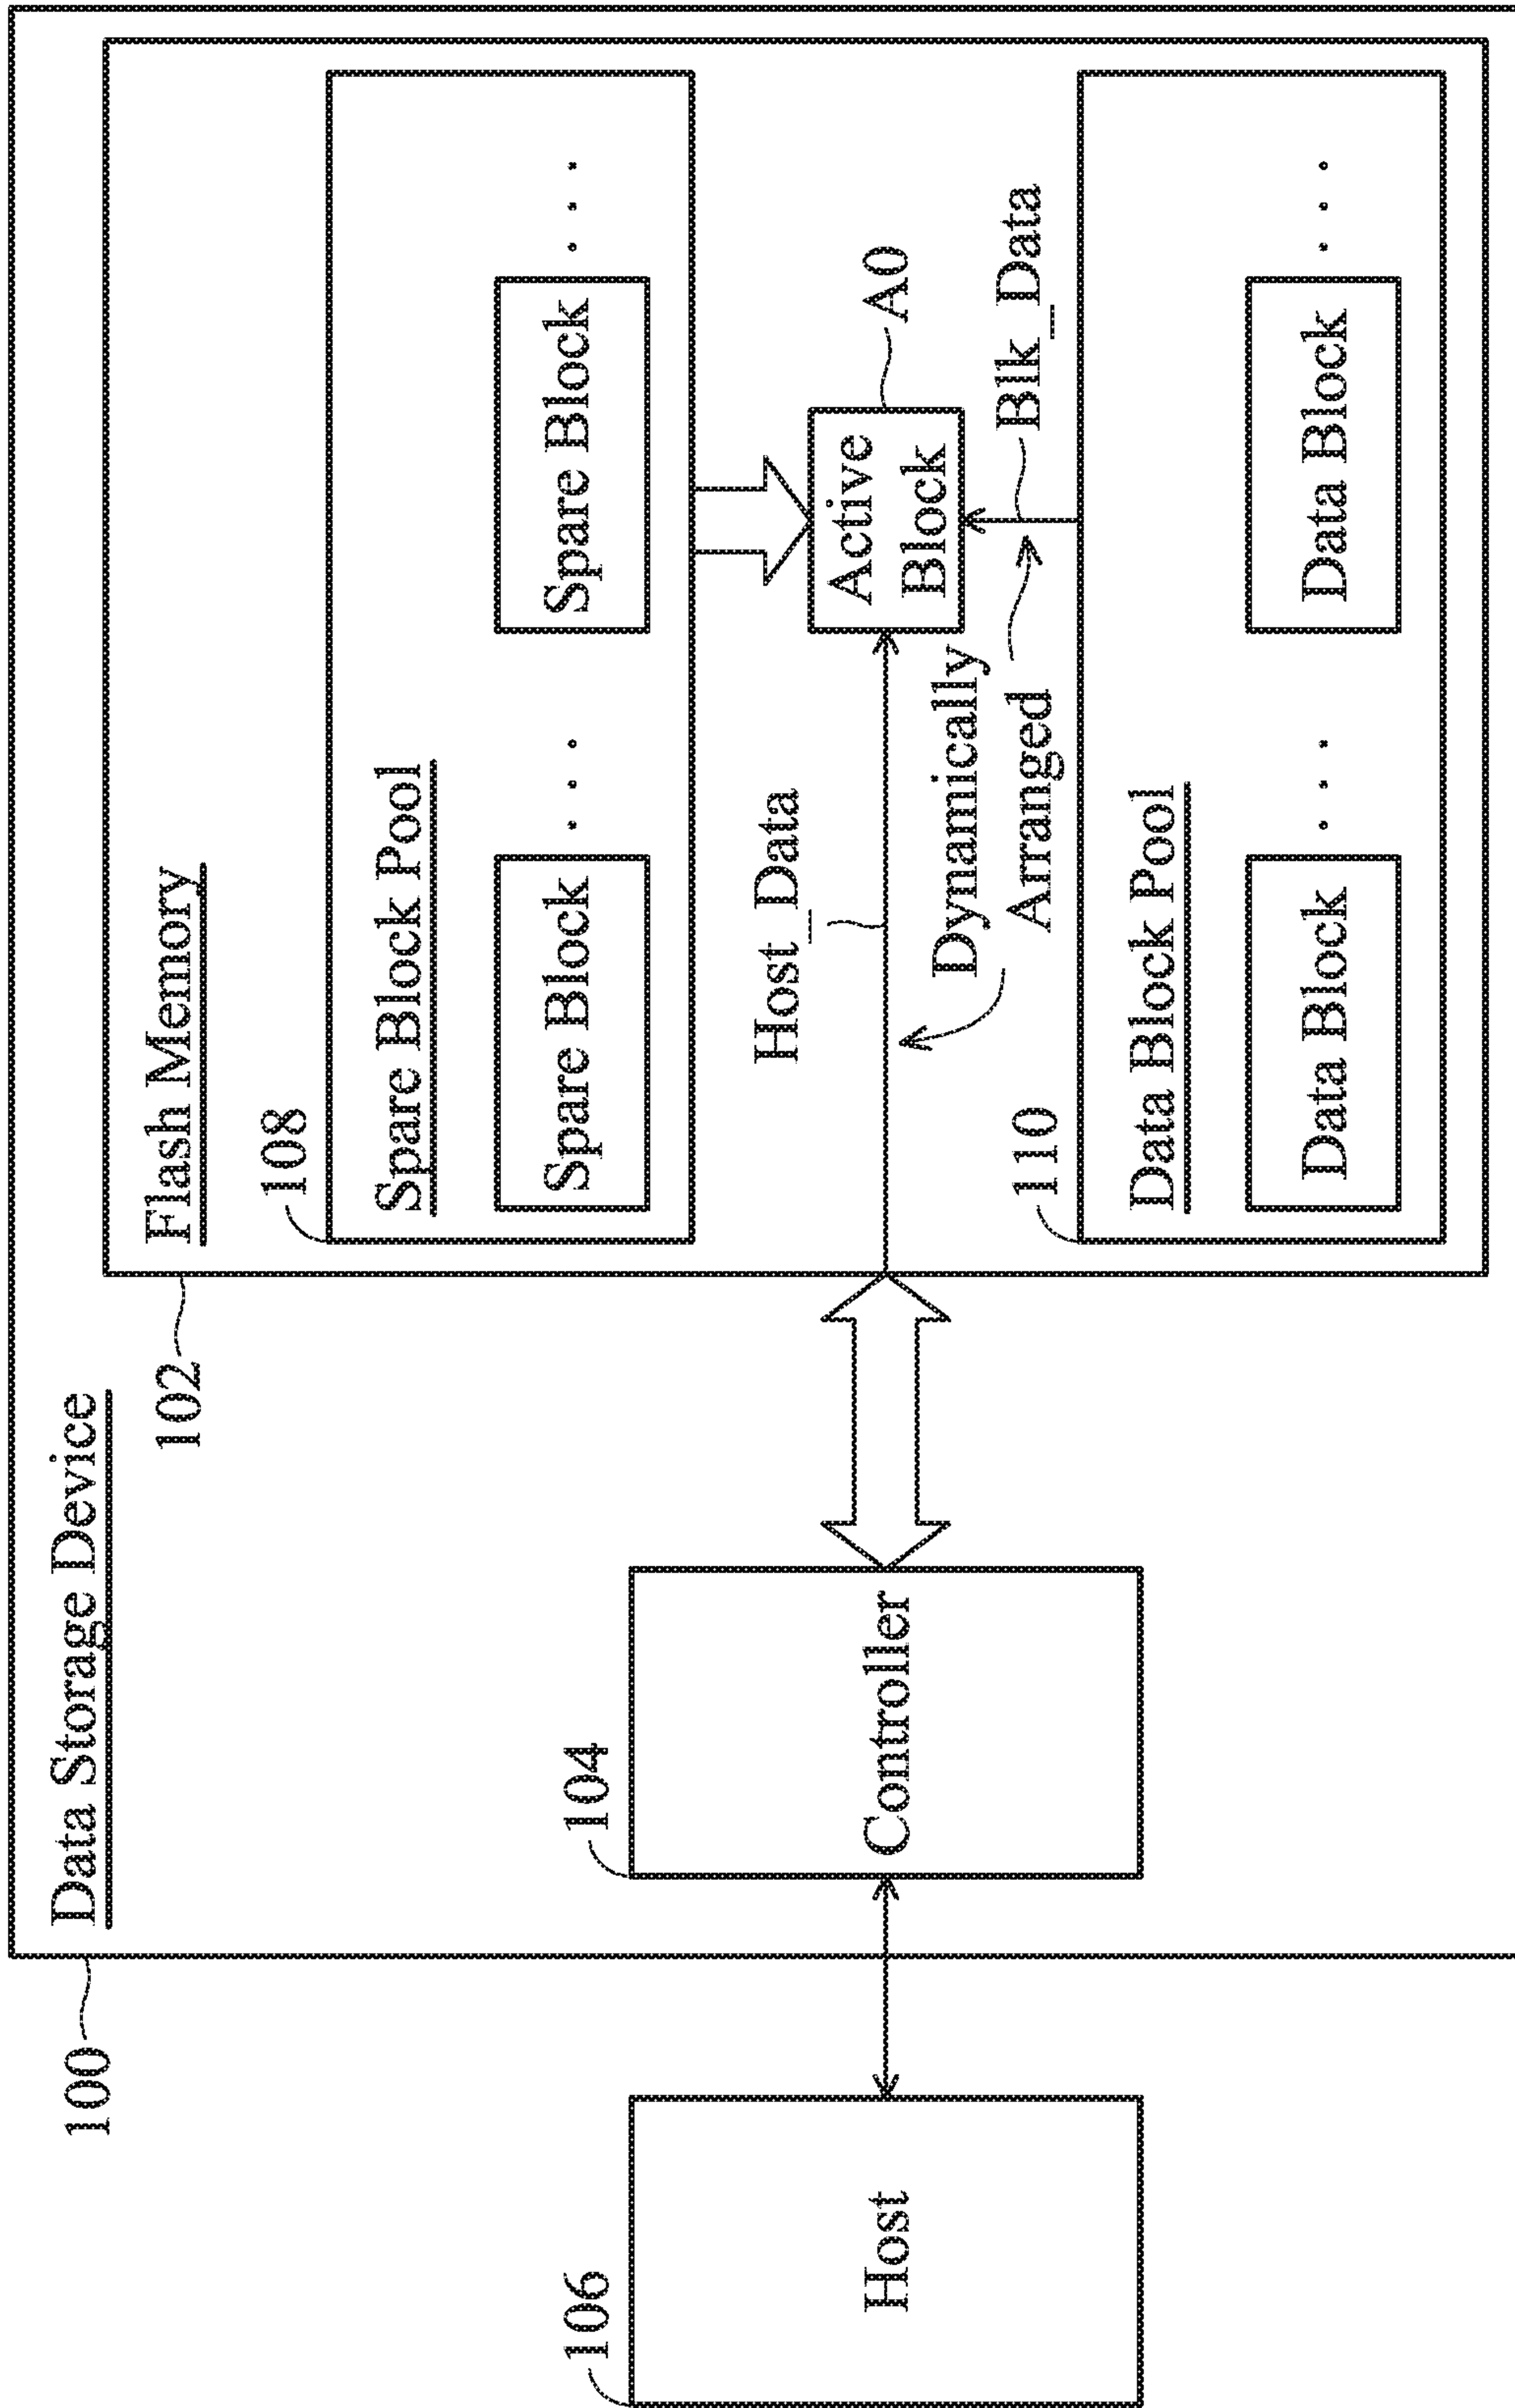 100
Data Storage Device
102
Flash Memory
108
Spare Block Pool
Spare Block
. . .
Spare Block
. . .
106
Host
104
Controller
Host_Data
Active
Block
A0
Dynamically
Arranged
Blk_Data
110
Data Block Pool
Data Block
. . .
Data Block
. . .